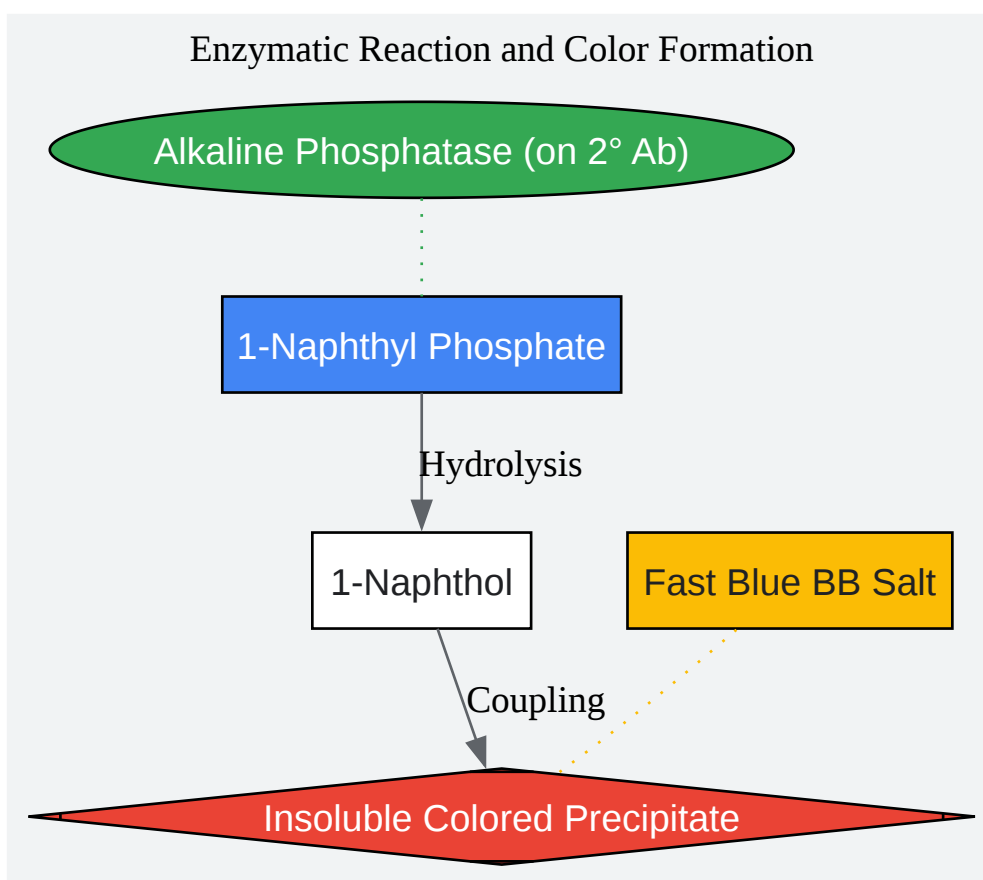 Enzymatic Reaction and Color Formation
Alkaline Phosphatase (on 2° Ab)
1-Naphthyl Phosphate
Hydrolysis
1-Naphthol
Fast Blue BB Salt
Coupling
Insoluble Colored Precipitate